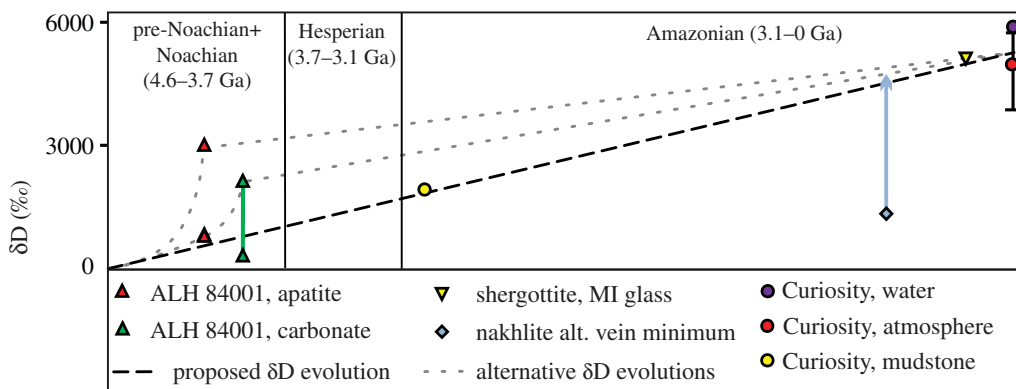 6000
3000
0
δD (‰)
pre-Noachian+
Noachian
(4.6–3.7 Ga)
Hesperian
(3.7–3.1 Ga)
Amazonian (3.1–0 Ga)
ALH 84001, apatite
ALH 84001, carbonate
proposed δD evolution
shergottite, MI glass
nakhlite alt. vein minimum
alternative δD evolutions
Curiosity, water
Curiosity, atmosphere
Curiosity, mudstone